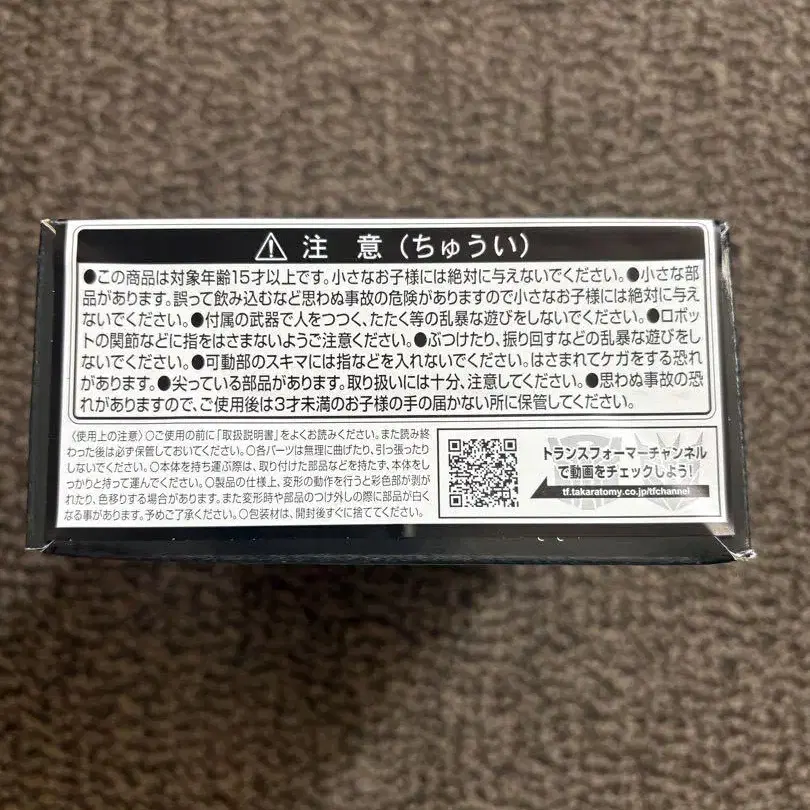 ⚠ 注 意（ちゅうい）
●この商品は対象年齢15才以上です。小さなお子様には絶対に与えないでください。●小さな部
品があります。誤って飲み込むなど思わぬ事故の危険がありますので小さなお子様には絶対に与え
ないでください。●付属の武器で人をつつく、たたく等の乱暴な遊びをしないでください。●ロボッ
トの関節などに指をはさまないようご注意ください。●ぶつけたり、振り回すなどの乱暴な遊びを
しないでください。●可動部のスキマには指などを入れないでください。はさまれてケガをする恐れ
があります。●尖っている部品があります。取り扱いには十分、注意してください。●思わぬ事故の恐
れがありますので、ご使用後は3才未満のお子様の手の届かない所に保管してください。
〈使用上の注意〉○ご使用の前に「取扱説明書」をよくお読みください。また読み終
わった後は必ず保管しておいてください。○各パーツは無理に曲げたり、引っ張ったり
しないでください。○本体を持ち運ぶ際は、取り付けた部品などを持たず、本体をし
っかりと持って運んでください。○製品の仕様上、変形の動作を行うと彩色部が剥が
れたり、色移りする場合があります。また変形時や部品のつけ外しの際に部品が白く
なる事があります。予めご了承ください。○包装材は、開封後すぐに捨ててください。
トランスフォーマーチャンネル
で動画をチェックしよう！
tf.takaratomy.co.jp/tfchannel